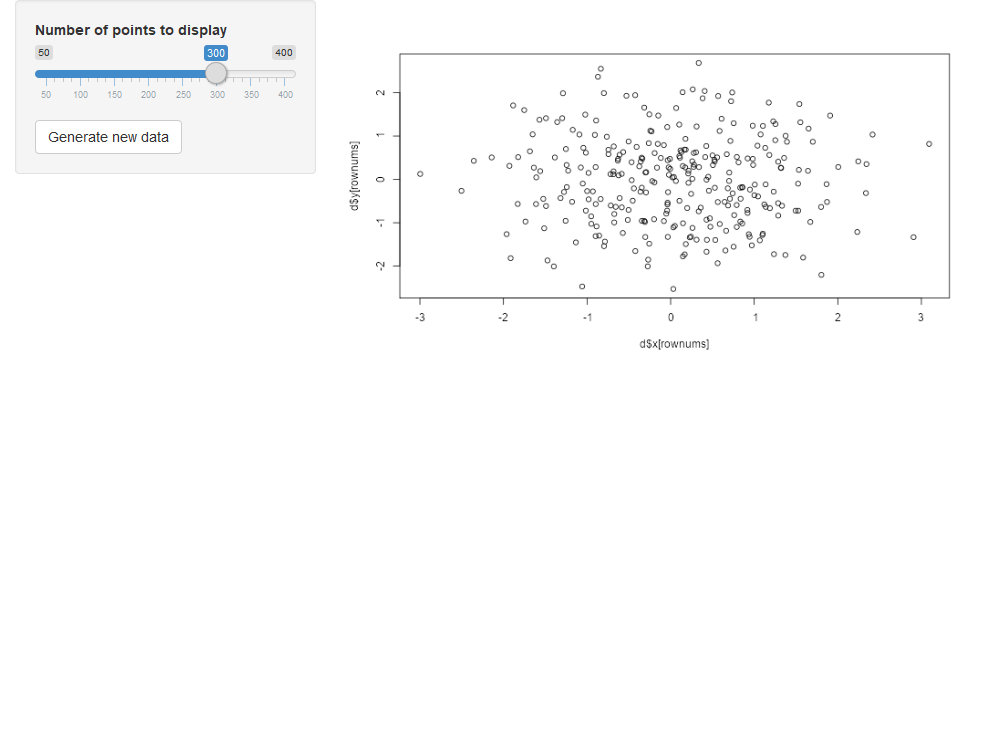 Number of points to display
50 300 400
50 100 150 200 250 300 350 400
Generate new data
d$y[rownums]
2
1
0
-1
-2
-3 -2 -1 0 1 2 3
d$x[rownums]